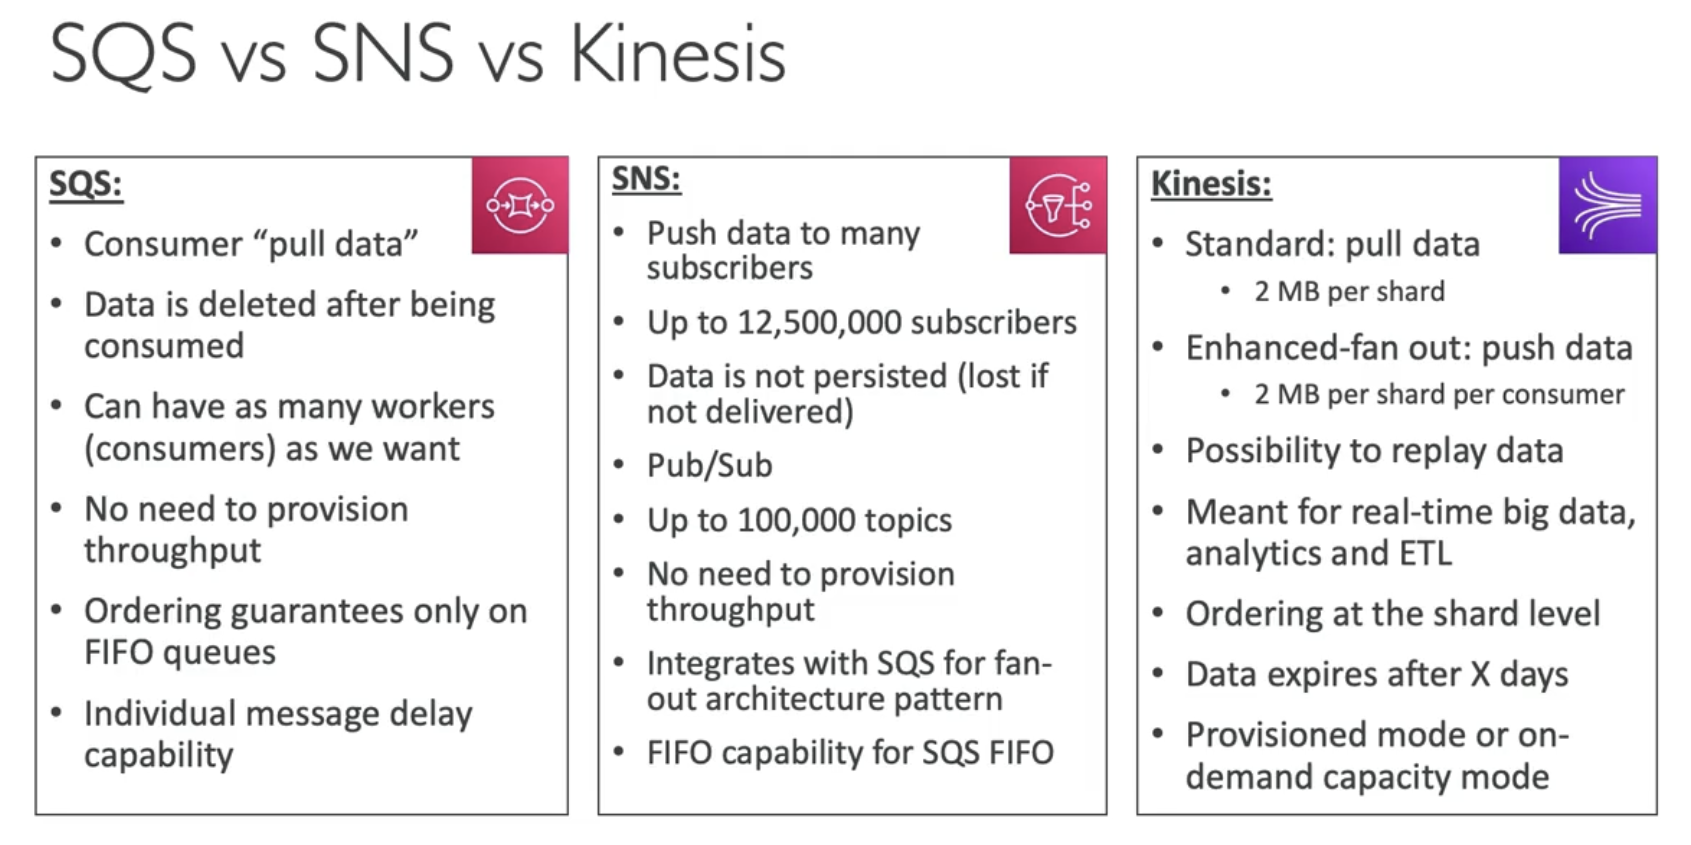 SQS vs SNS vs Kinesis
SQS:
• Consumer “pull data”
• Data is deleted after being
consumed
• Can have as many workers
(consumers) as we want
• No need to provision
throughput
• Ordering guarantees only on
FIFO queues
• Individual message delay
capability
SNS:
• Push data to many
subscribers
• Up to 12,500,000 subscribers
• Data is not persisted (lost if
not delivered)
• Pub/Sub
• Up to 100,000 topics
• No need to provision
throughput
• Integrates with SQS for fan-
out architecture pattern
• FIFO capability for SQS FIFO
Kinesis:
• Standard: pull data
• 2 MB per shard
• Enhanced-fan out: push data
• 2 MB per shard per consumer
• Possibility to replay data
• Meant for real-time big data,
analytics and ETL
• Ordering at the shard level
• Data expires after X days
• Provisioned mode or on-
demand capacity mode